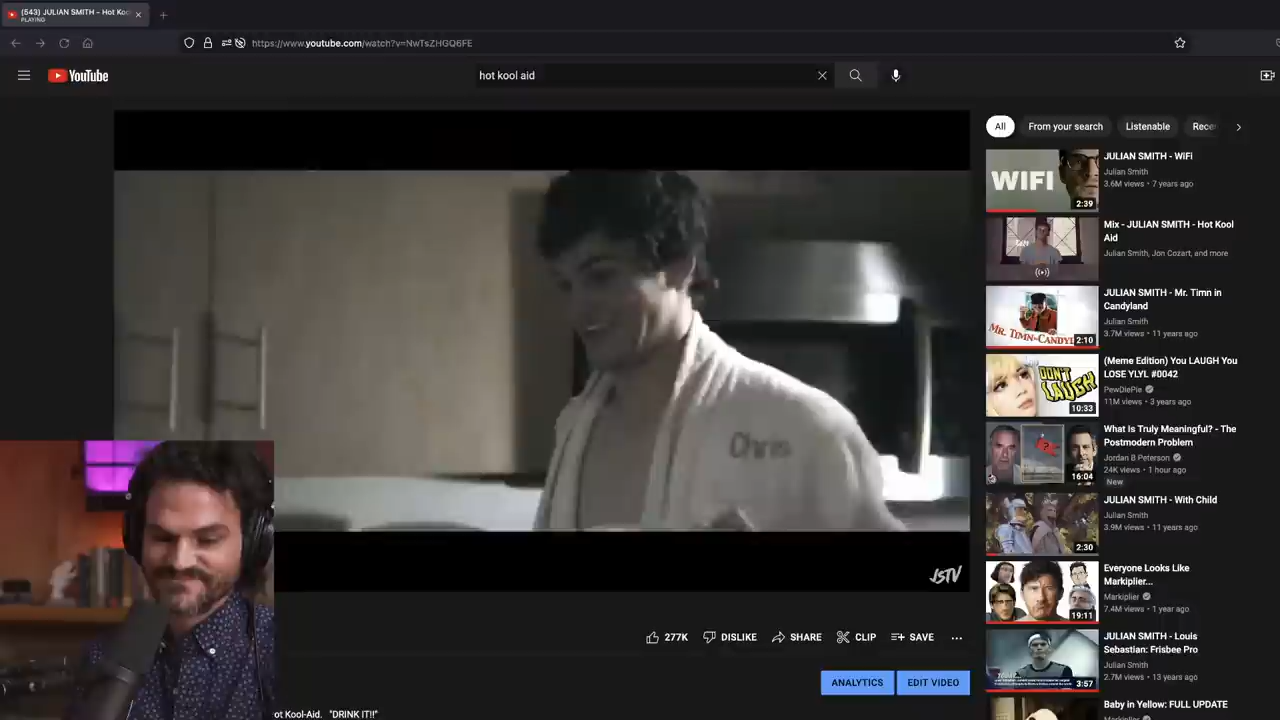 (543) JULIAN SMITH - Hot Koo
PLAYING
https://www.youtube.com/watch?v=NwTsZHGQ6FE
YouTube
hot kool aid
All
From your search
Listenable
Rece
WIFI
2:39
JULIAN SMITH - WiFi
Julian Smith
3.6M views • 7 years ago
Mix - JULIAN SMITH - Hot Kool
Aid
Julian Smith, Jon Cozart, and more
MR. TIMN IN CANDYL
2:10
JULIAN SMITH - Mr. Timn in
Candyland
Julian Smith
3.7M views • 11 years ago
DON'T
LAUGH
10:33
(Meme Edition) You LAUGH You
LOSE YLYL #0042
PewDiePie
11M views • 3 years ago
16:04
What Is Truly Meaningful? - The
Postmodern Problem
Jordan B Peterson
24K views • 1 hour ago
New
2:30
JULIAN SMITH - With Child
Julian Smith
3.9M views • 11 years ago
19:11
Everyone Looks Like
Markiplier...
Markiplier
7.4M views • 1 year ago
3:57
JULIAN SMITH - Louis
Sebastian: Frisbee Pro
Julian Smith
2.7M views • 13 years ago
Baby in Yellow: FULL UPDATE
Markiplier
Chris
JSTV
277K
DISLIKE
SHARE
CLIP
SAVE
ANALYTICS
EDIT VIDEO
ot Kool-Aid. "DRINK IT!!"